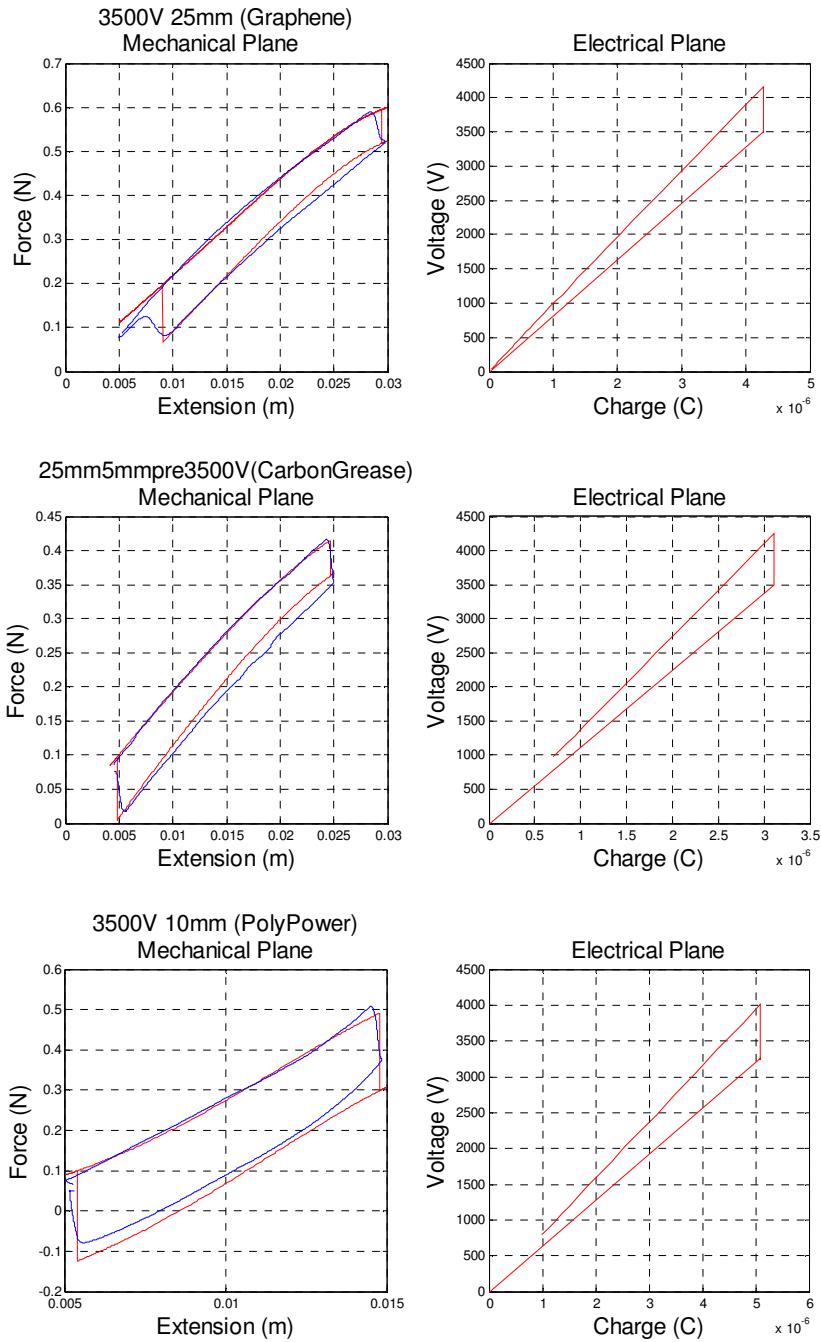 3500V 25mm (Graphene)
Mechanical Plane
Force (N)
0.7
0.6
0.5
0.4
0.3
0.2
0.1
0
0 0.005 0.01 0.015 0.02 0.025 0.03
Extension (m)
Electrical Plane
Voltage (V)
4500
4000
3500
3000
2500
2000
1500
1000
500
0
0 1 2 3 4 5
Charge (C)
x 10-6
25mm5mmpre3500V(CarbonGrease)
Mechanical Plane
Force (N)
0.45
0.4
0.35
0.3
0.25
0.2
0.15
0.1
0.05
0
0 0.005 0.01 0.015 0.02 0.025 0.03
Extension (m)
Electrical Plane
Voltage (V)
4500
4000
3500
3000
2500
2000
1500
1000
500
0
0 0.5 1 1.5 2 2.5 3 3.5
Charge (C)
x 10-6
3500V 10mm (PolyPower)
Mechanical Plane
Force (N)
0.6
0.5
0.4
0.3
0.2
0.1
0
-0.1
-0.2
0.005 0.01 0.015
Extension (m)
Electrical Plane
Voltage (V)
4500
4000
3500
3000
2500
2000
1500
1000
500
0
0 1 2 3 4 5 6
Charge (C)
x 10-6